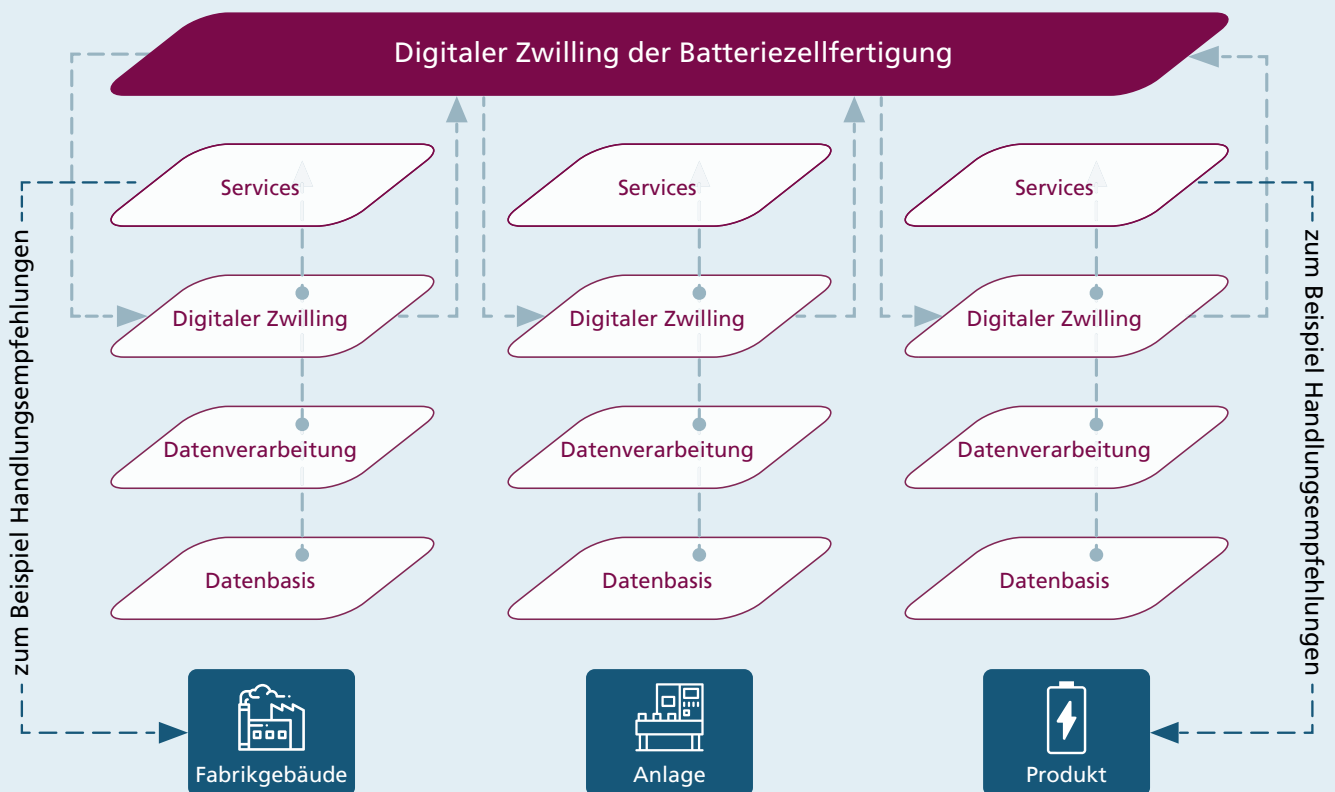 Digitaler Zwilling der Batteriezellfertigung
Services
Services
Services
Digitaler Zwilling
Digitaler Zwilling
Digitaler Zwilling
Datenverarbeitung
Datenverarbeitung
Datenverarbeitung
Datenbasis
Datenbasis
Datenbasis
zum Beispiel Handlungsempfehlungen
zum Beispiel Handlungsempfehlungen
Fabrikgebäude
Anlage
Produkt